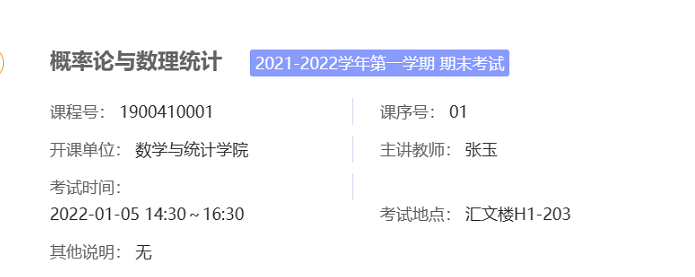 概率论与数理统计 2021-2022学年第一学期 期末考试
课程号： 1900410001 课序号： 01
开课单位： 数学与统计学院 主讲教师： 张玉
考试时间：
2022-01-05 14:30～16:30 考试地点： 汇文楼H1-203
其他说明： 无